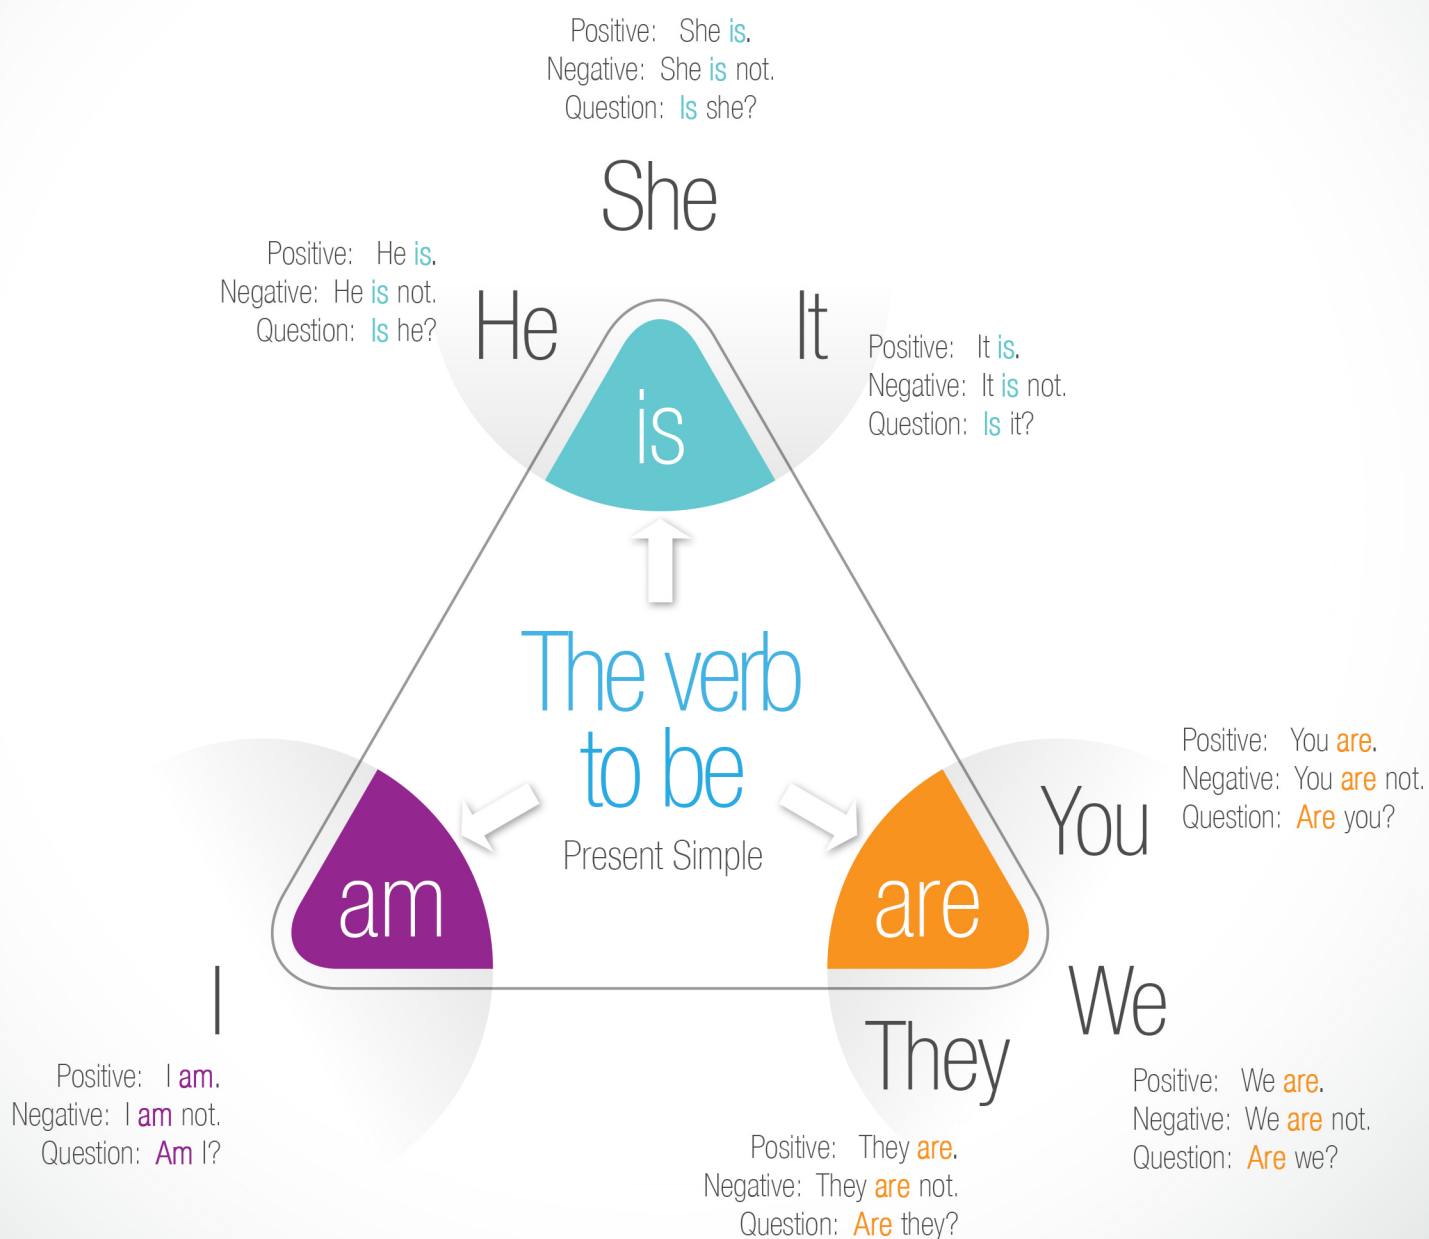 Positive: She is.
Negative: She is not.
Question: Is she?
She
Positive: He is.
Negative: He is not.
Question: Is he?
He
It
Positive: It is.
Negative: It is not.
Question: Is it?
is
The verb
to be
Present Simple
am
I
Positive: I am.
Negative: I am not.
Question: Am I?
are
You
Positive: You are.
Negative: You are not.
Question: Are you?
We
Positive: We are.
Negative: We are not.
Question: Are we?
They
Positive: They are.
Negative: They are not.
Question: Are they?